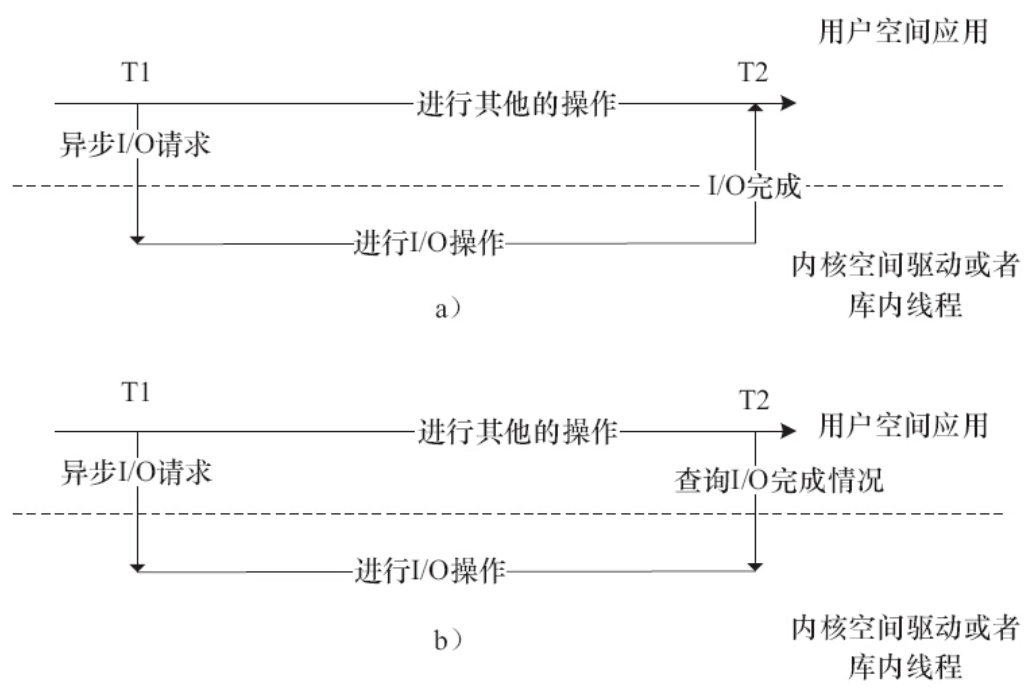 用户空间应用
T1
T2
进行其他的操作
异步I/O请求
I/O完成
进行I/O操作
内核空间驱动或者
库内线程
a）
T1
T2
进行其他的操作
用户空间应用
异步I/O请求
查询I/O完成情况
进行I/O操作
内核空间驱动或者
库内线程
b）